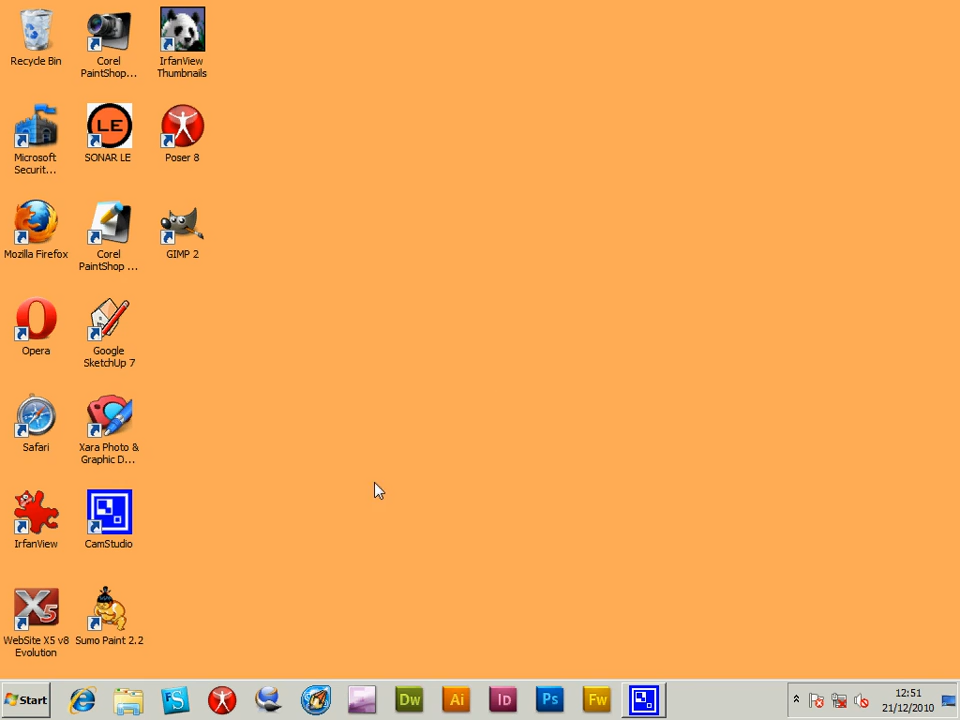 Recycle Bin
Corel
PaintShop...
IrfanView
Thumbnails
Microsoft
Securit...
LE
SONAR LE
Poser 8
Mozilla Firefox
Corel
PaintShop ...
GIMP 2
Opera
Google
SketchUp 7
Safari
Xara Photo &
Graphic D...
IrfanView
CamStudio
X5
WebSite X5 v8
Evolution
Sumo Paint 2.2
Start
FS
Dw
Ai
Id
Ps
Fw
12:51
21/12/2010